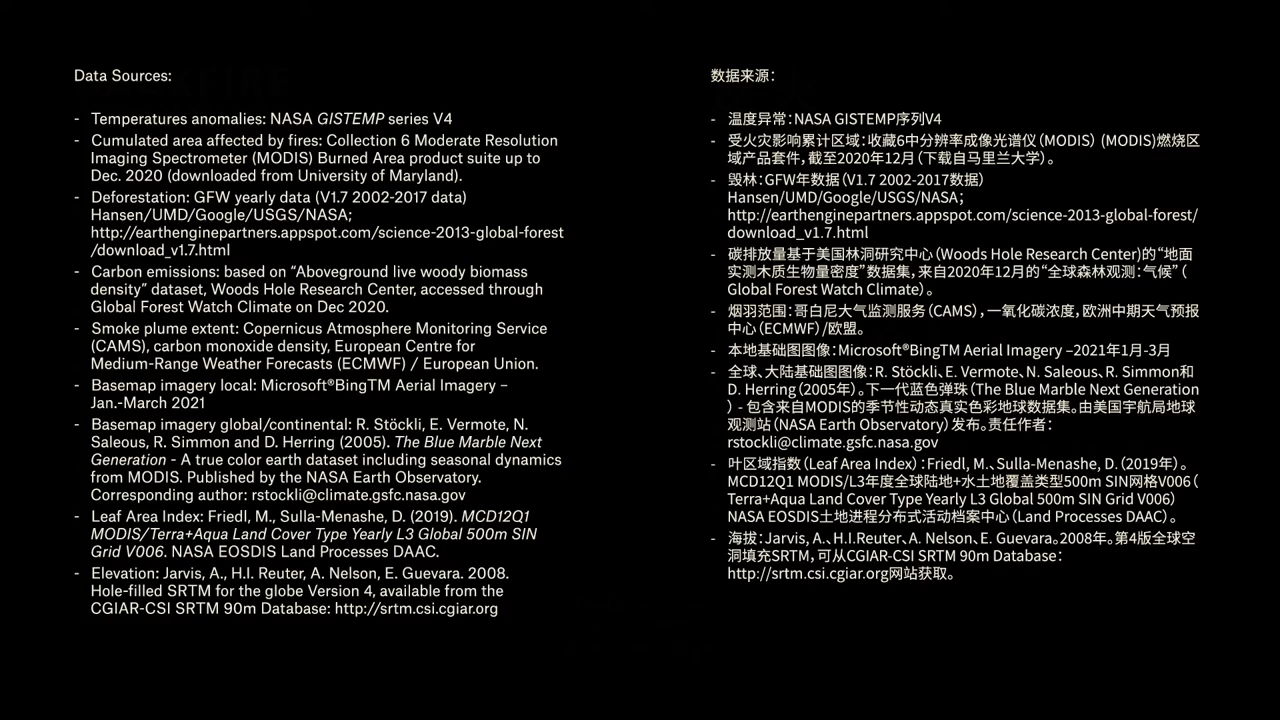 Data Sources:
- Temperatures anomalies: NASA GISTEMP series V4
- Cumulated area affected by fires: Collection 6 Moderate Resolution
Imaging Spectrometer (MODIS) Burned Area product suite up to
Dec. 2020 (downloaded from University of Maryland).
- Deforestation: GFW yearly data (V1.7 2002-2017 data)
Hansen/UMD/Google/USGS/NASA;
http://earthenginepartners.appspot.com/science-2013-global-forest
/download_v1.7.html
- Carbon emissions: based on “Aboveground live woody biomass
density” dataset, Woods Hole Research Center, accessed through
Global Forest Watch Climate on Dec 2020.
- Smoke plume extent: Copernicus Atmosphere Monitoring Service
(CAMS), carbon monoxide density, European Centre for
Medium-Range Weather Forecasts (ECMWF) / European Union.
- Basemap imagery local: Microsoft®BingTM Aerial Imagery –
Jan.-March 2021
- Basemap imagery global/continental: R. Stöckli, E. Vermote, N.
Saleous, R. Simmon and D. Herring (2005). The Blue Marble Next
Generation - A true color earth dataset including seasonal dynamics
from MODIS. Published by the NASA Earth Observatory.
Corresponding author: rstockli@climate.gsfc.nasa.gov
- Leaf Area Index: Friedl, M., Sulla-Menashe, D. (2019). MCD12Q1
MODIS/Terra+Aqua Land Cover Type Yearly L3 Global 500m SIN
Grid V006. NASA EOSDIS Land Processes DAAC.
- Elevation: Jarvis, A., H.I. Reuter, A. Nelson, E. Guevara. 2008.
Hole-filled SRTM for the globe Version 4, available from the
CGIAR-CSI SRTM 90m Database: http://srtm.csi.cgiar.org
数据来源：
- 温度异常：NASA GISTEMP序列V4
- 受火灾影响累计区域：收藏6中分辨率成像光谱仪（MODIS） (MODIS)燃烧区
域产品套件，截至2020年12月（下载自马里兰大学）。
- 毁林：GFW年数据（V1.7 2002-2017数据）
Hansen/UMD/Google/USGS/NASA；
http://earthenginepartners.appspot.com/science-2013-global-forest/
download_v1.7.html
- 碳排放量基于美国林洞研究中心（Woods Hole Research Center)的“地面
实测木质生物量密度”数据集，来自2020年12月的“全球森林观测：气候”（
Global Forest Watch Climate）。
- 烟羽范围：哥白尼大气监测服务（CAMS），一氧化碳浓度，欧洲中期天气预报
中心（ECMWF）/欧盟。
- 本地基础图图像：Microsoft®BingTM Aerial Imagery –2021年1月-3月
- 全球、大陆基础图图像：R. Stöckli、E. Vermote、N. Saleous、R. Simmon和
D. Herring（2005年）。下一代蓝色弹珠（The Blue Marble Next Generation
） - 包含来自MODIS的季节性动态真实色彩地球数据集。由美国宇航局地球
观测站（NASA Earth Observatory）发布。责任作者：
rstockli@climate.gsfc.nasa.gov
- 叶区域指数（Leaf Area Index）：Friedl, M.、Sulla-Menashe, D.（2019年）。
MCD12Q1 MODIS/L3年度全球陆地+水土地覆盖类型500m SIN网格V006（
Terra+Aqua Land Cover Type Yearly L3 Global 500m SIN Grid V006）
NASA EOSDIS土地进程分布式活动档案中心（Land Processes DAAC）。
- 海拔：Jarvis, A.、H.I.Reuter、A. Nelson、E. Guevara。2008年。第4版全球空
洞填充SRTM，可从CGIAR-CSI SRTM 90m Database：
http://srtm.csi.cgiar.org网站获取。